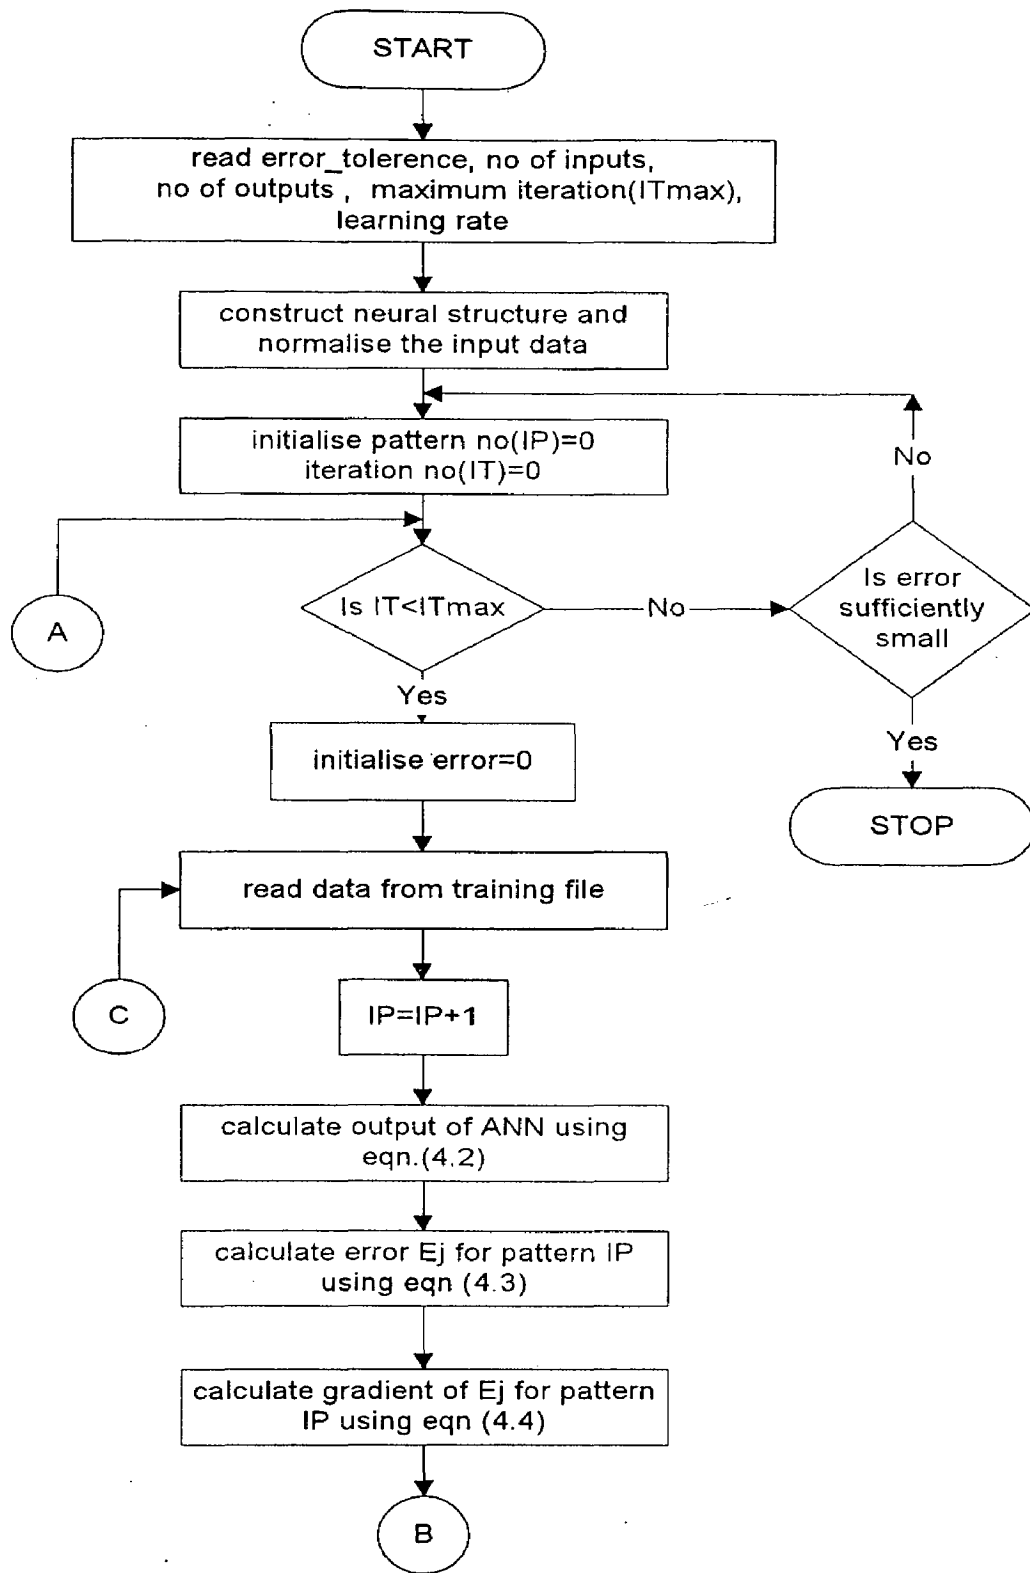 START
read error_tolerence, no of inputs,
no of outputs , maximum iteration(ITmax),
learning rate
construct neural structure and
normalise the input data
initialise pattern no(IP)=0
iteration no(IT)=0
No
A
Is IT<ITmax
No
Is error
sufficiently
small
Yes
Yes
initialise error=0
STOP
read data from training file
C
IP=IP+1
calculate output of ANN using
eqn.(4.2)
calculate error Ej for pattern IP
using eqn (4.3)
calculate gradient of Ej for pattern
IP using eqn (4.4)
B